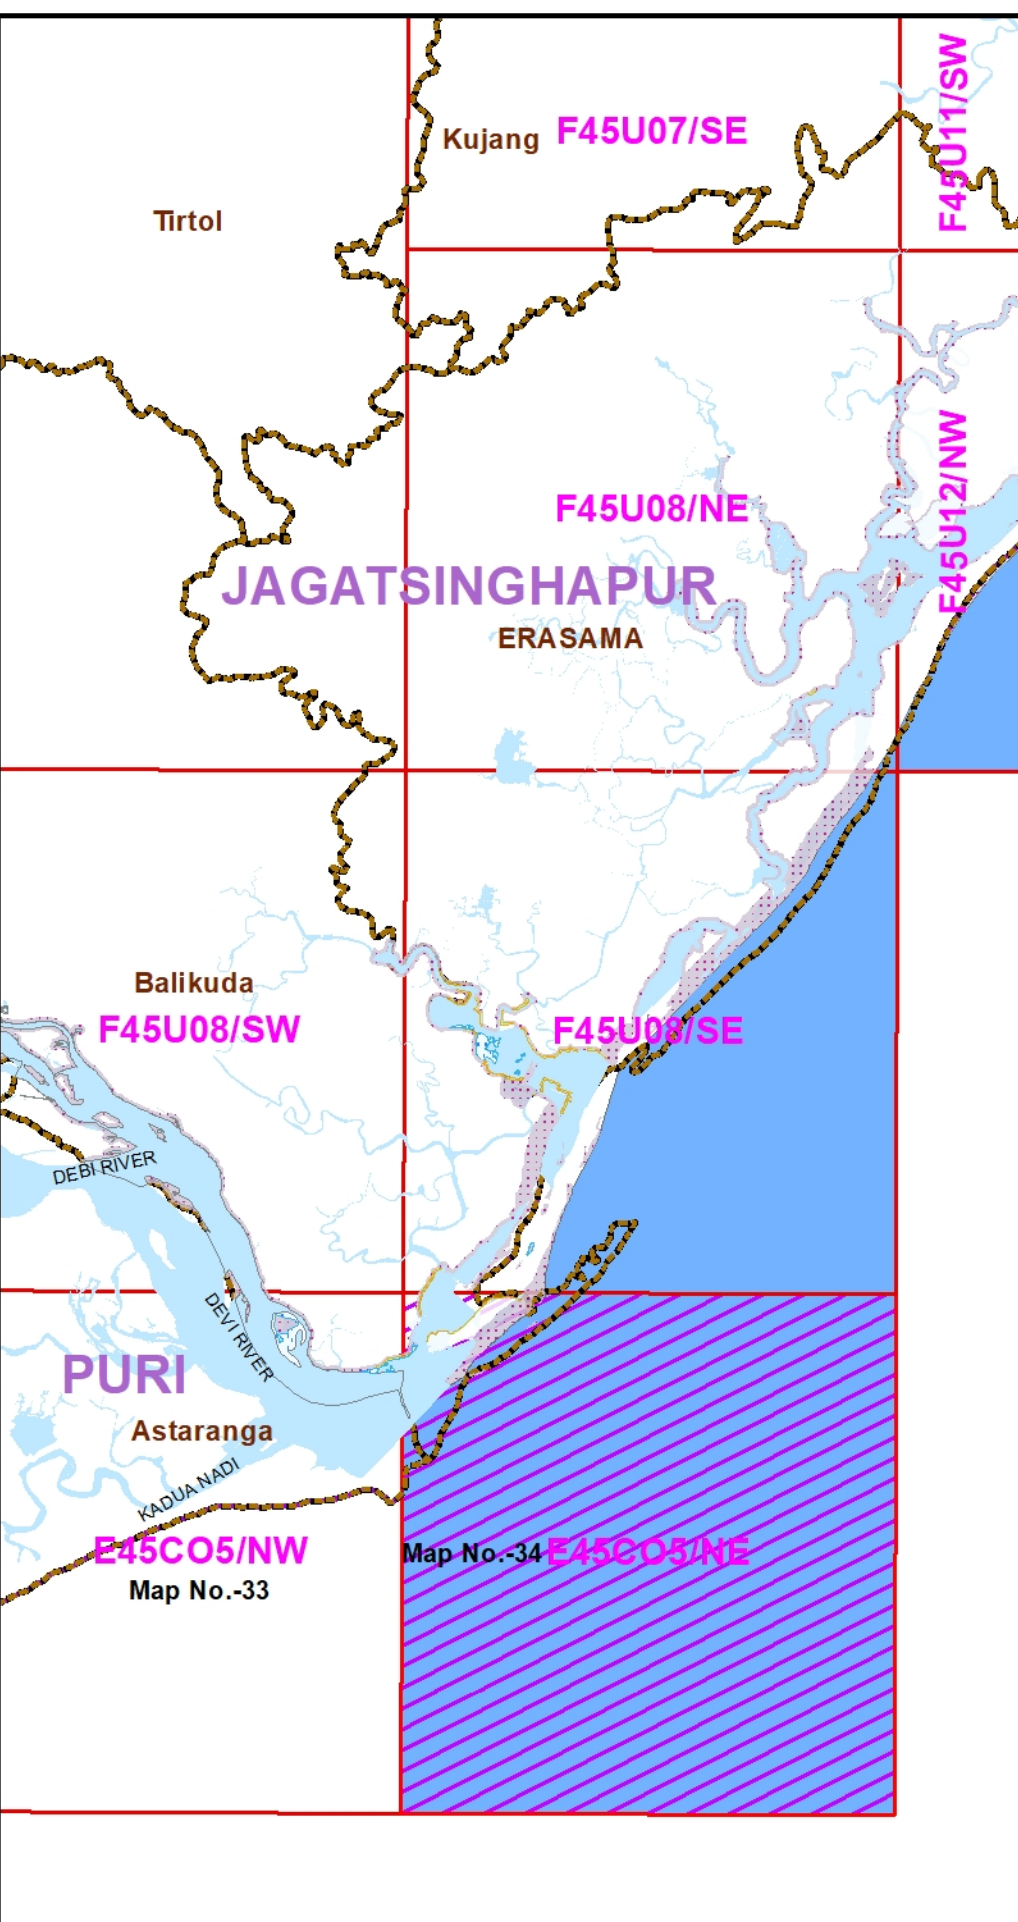 F45U11/SW
Kujang
F45U07/SE
Tirtol
F45U12/NW
F45U08/NE
JAGATSINGHAPUR
ERASAMA
Balikuda
F45U08/SW
F45U08/SE
DEBI RIVER
DEVI RIVER
PURI
Astaranga
KADUA NADI
E45CO5/NW
Map No.-34
E45CO5/NE
Map No.-33